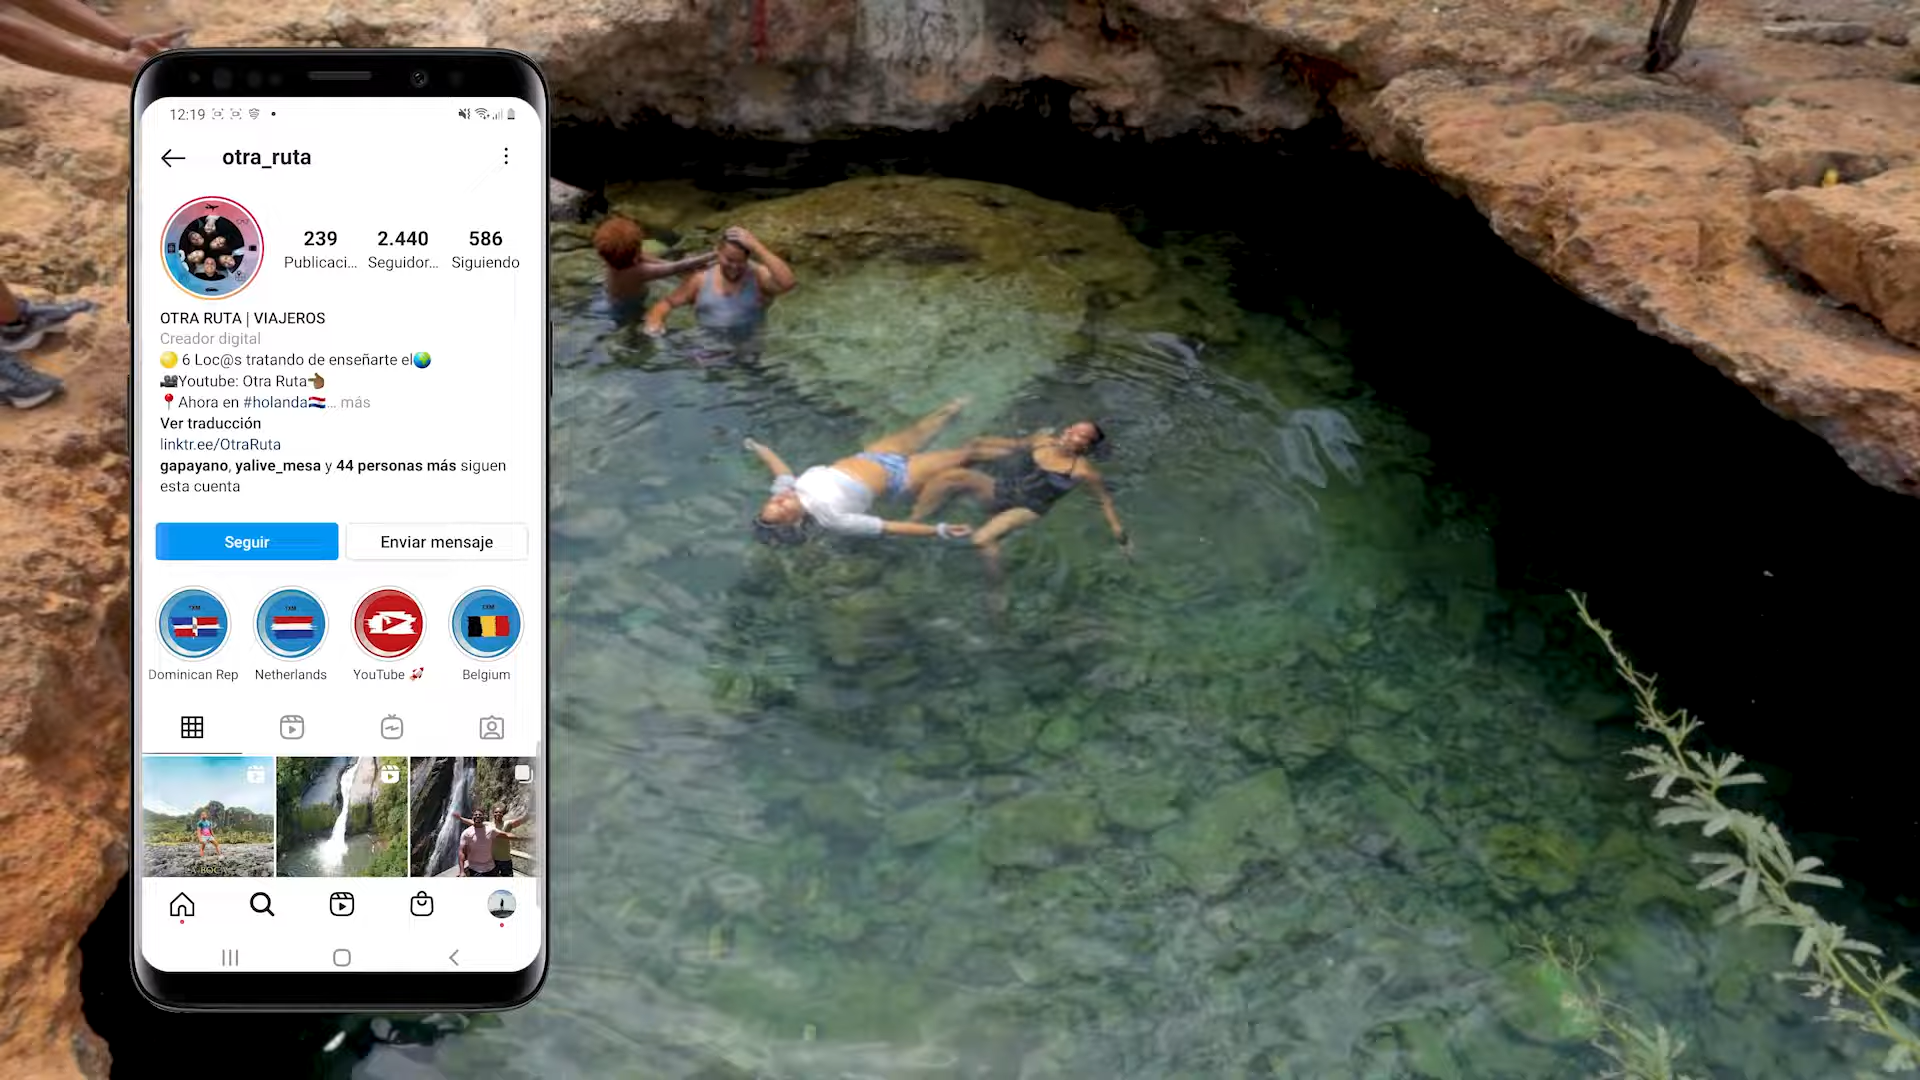 12:19
otra_ruta
239 2.440 586
Publicaci... Seguidor... Siguiendo
OTRA RUTA | VIAJEROS
Creador digital
🟡 6 Loc@s tratando de enseñarte el🌍
🎥Youtube: Otra Ruta👈🏾
📍Ahora en #holanda🇳🇱... más
Ver traducción
linktr.ee/OtraRuta
gapayano, yalive_mesa y 44 personas más siguen
esta cuenta
Seguir Enviar mensaje
Dominican Rep Netherlands YouTube 🚀 Belgium